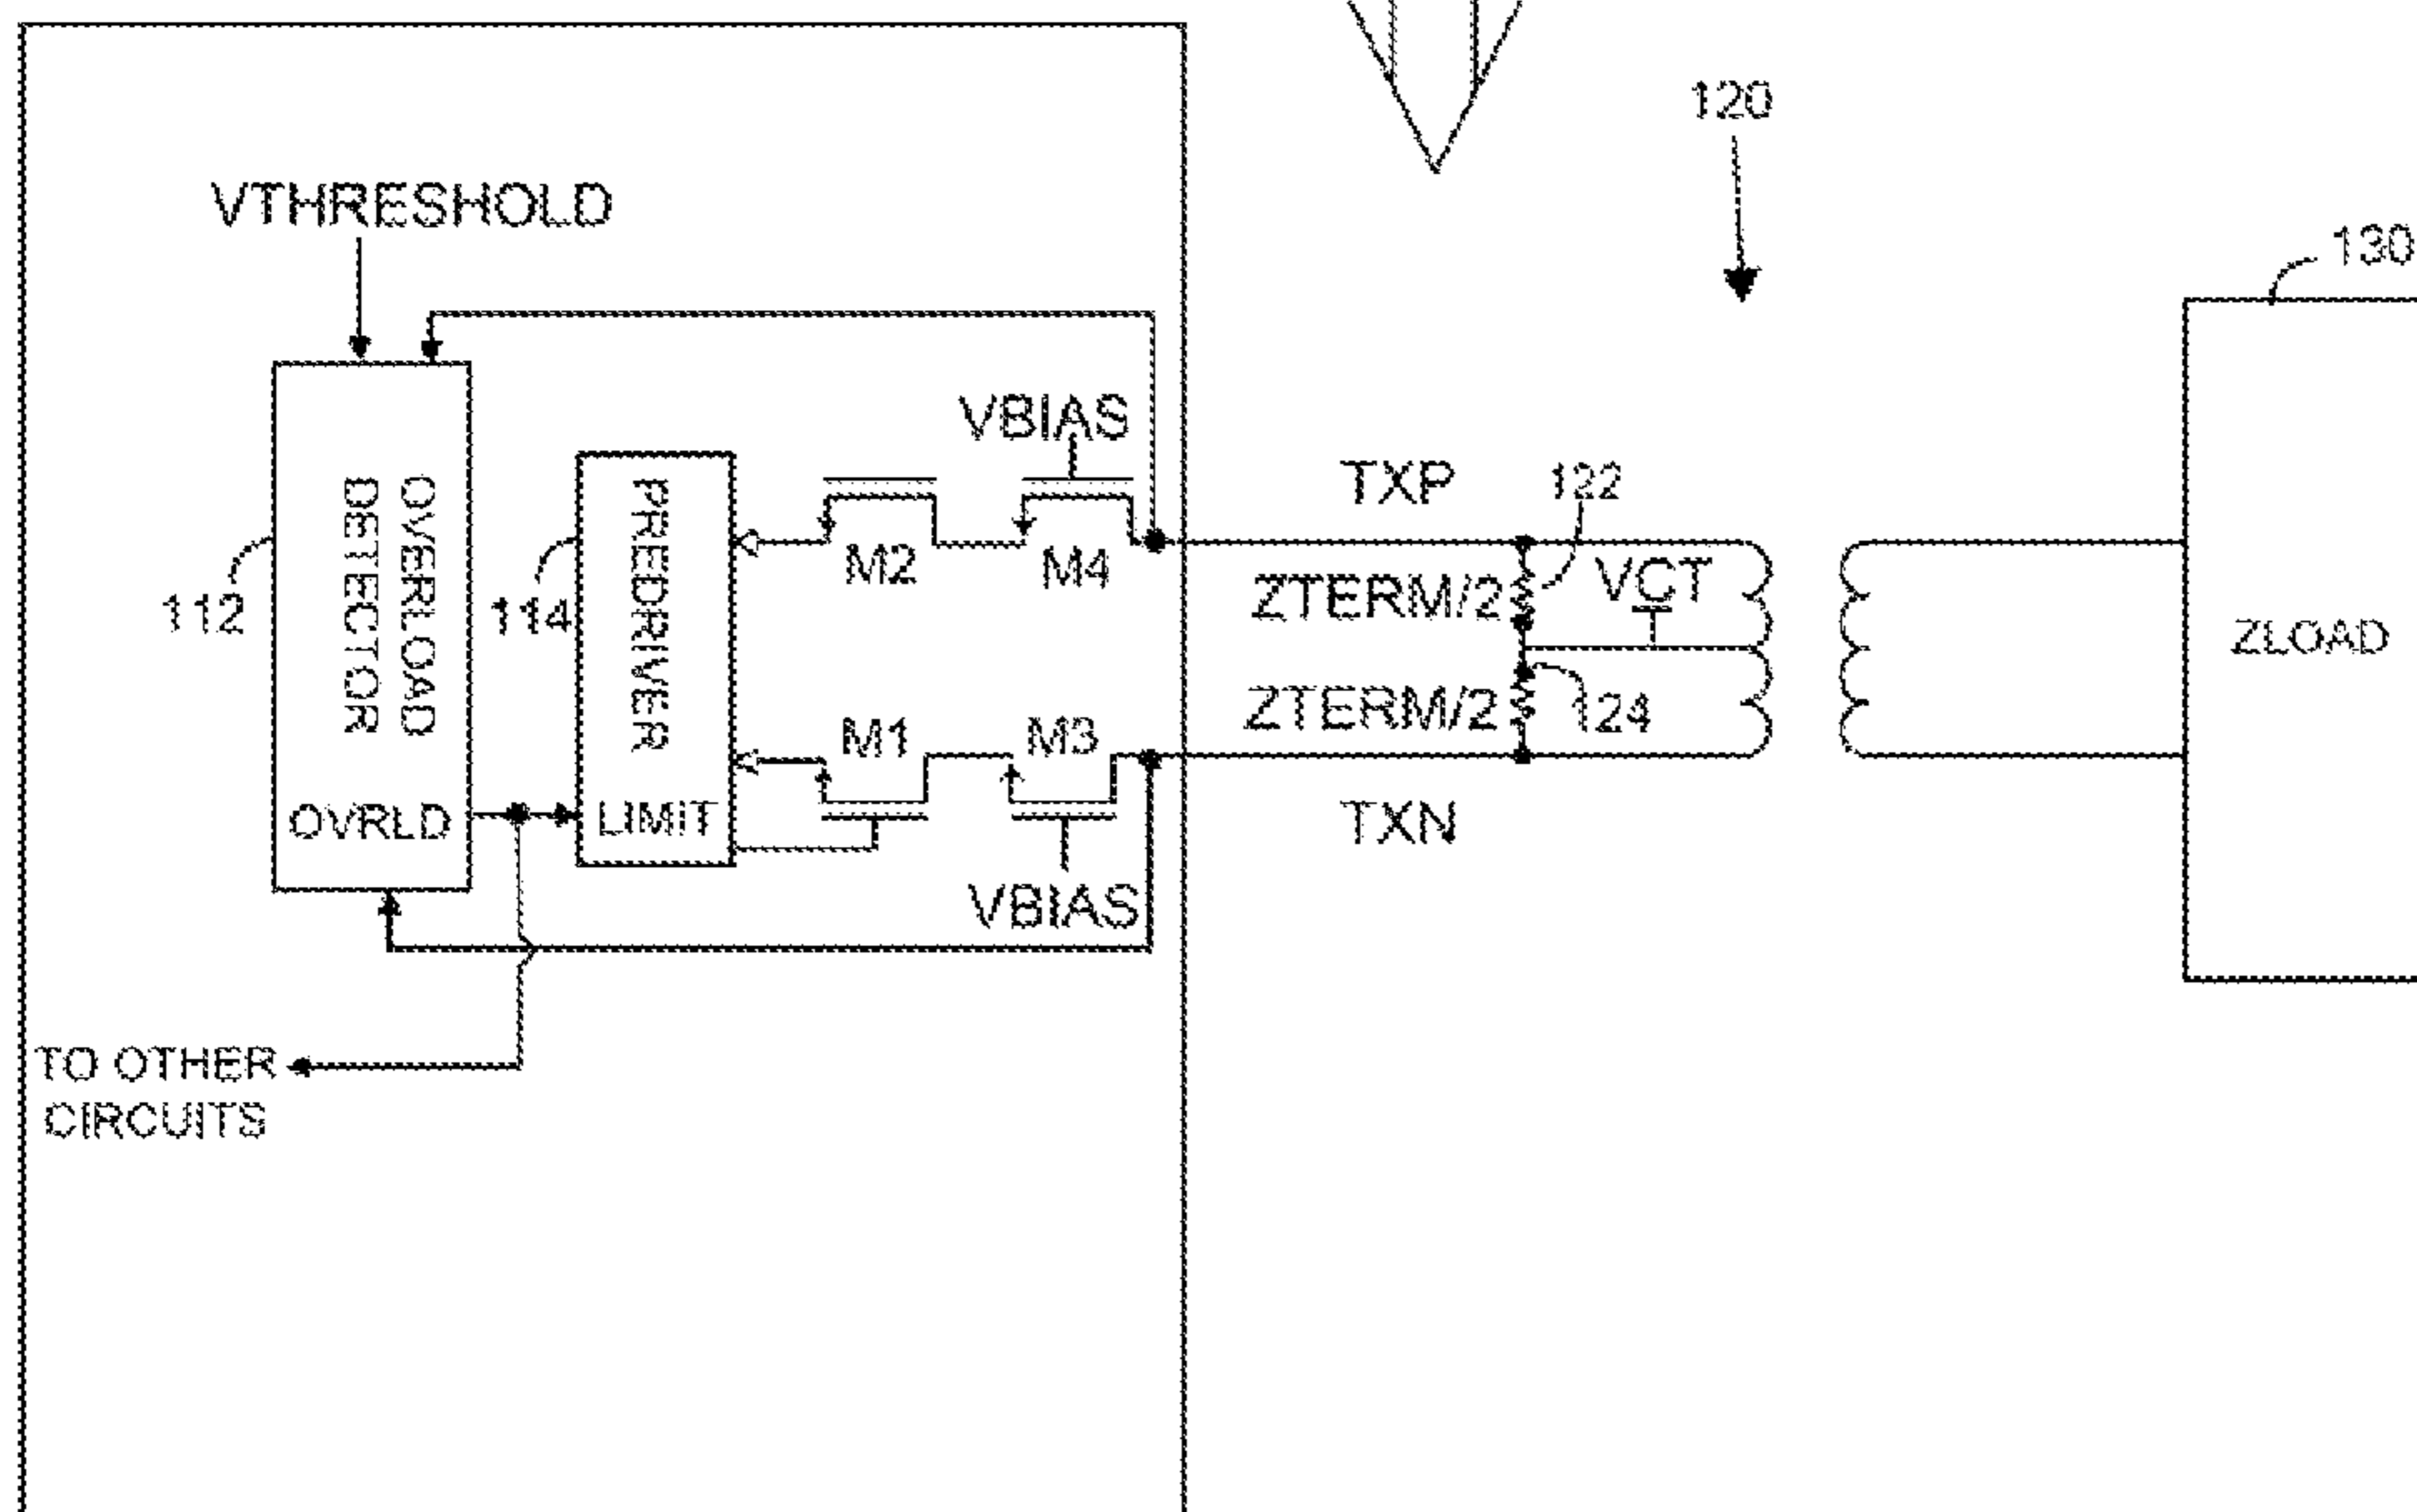 120
130
VTHRESHOLD
VBIAS
TXP
122
OVERLOAD
DETECTOR
PREDRIVER
M2
M4
ZTERM/2
VCT
112
114
ZLOAD
ZTERM/2
124
M1
M3
OVRLD
LIMIT
TXN
VBIAS
TO OTHER
CIRCUITS